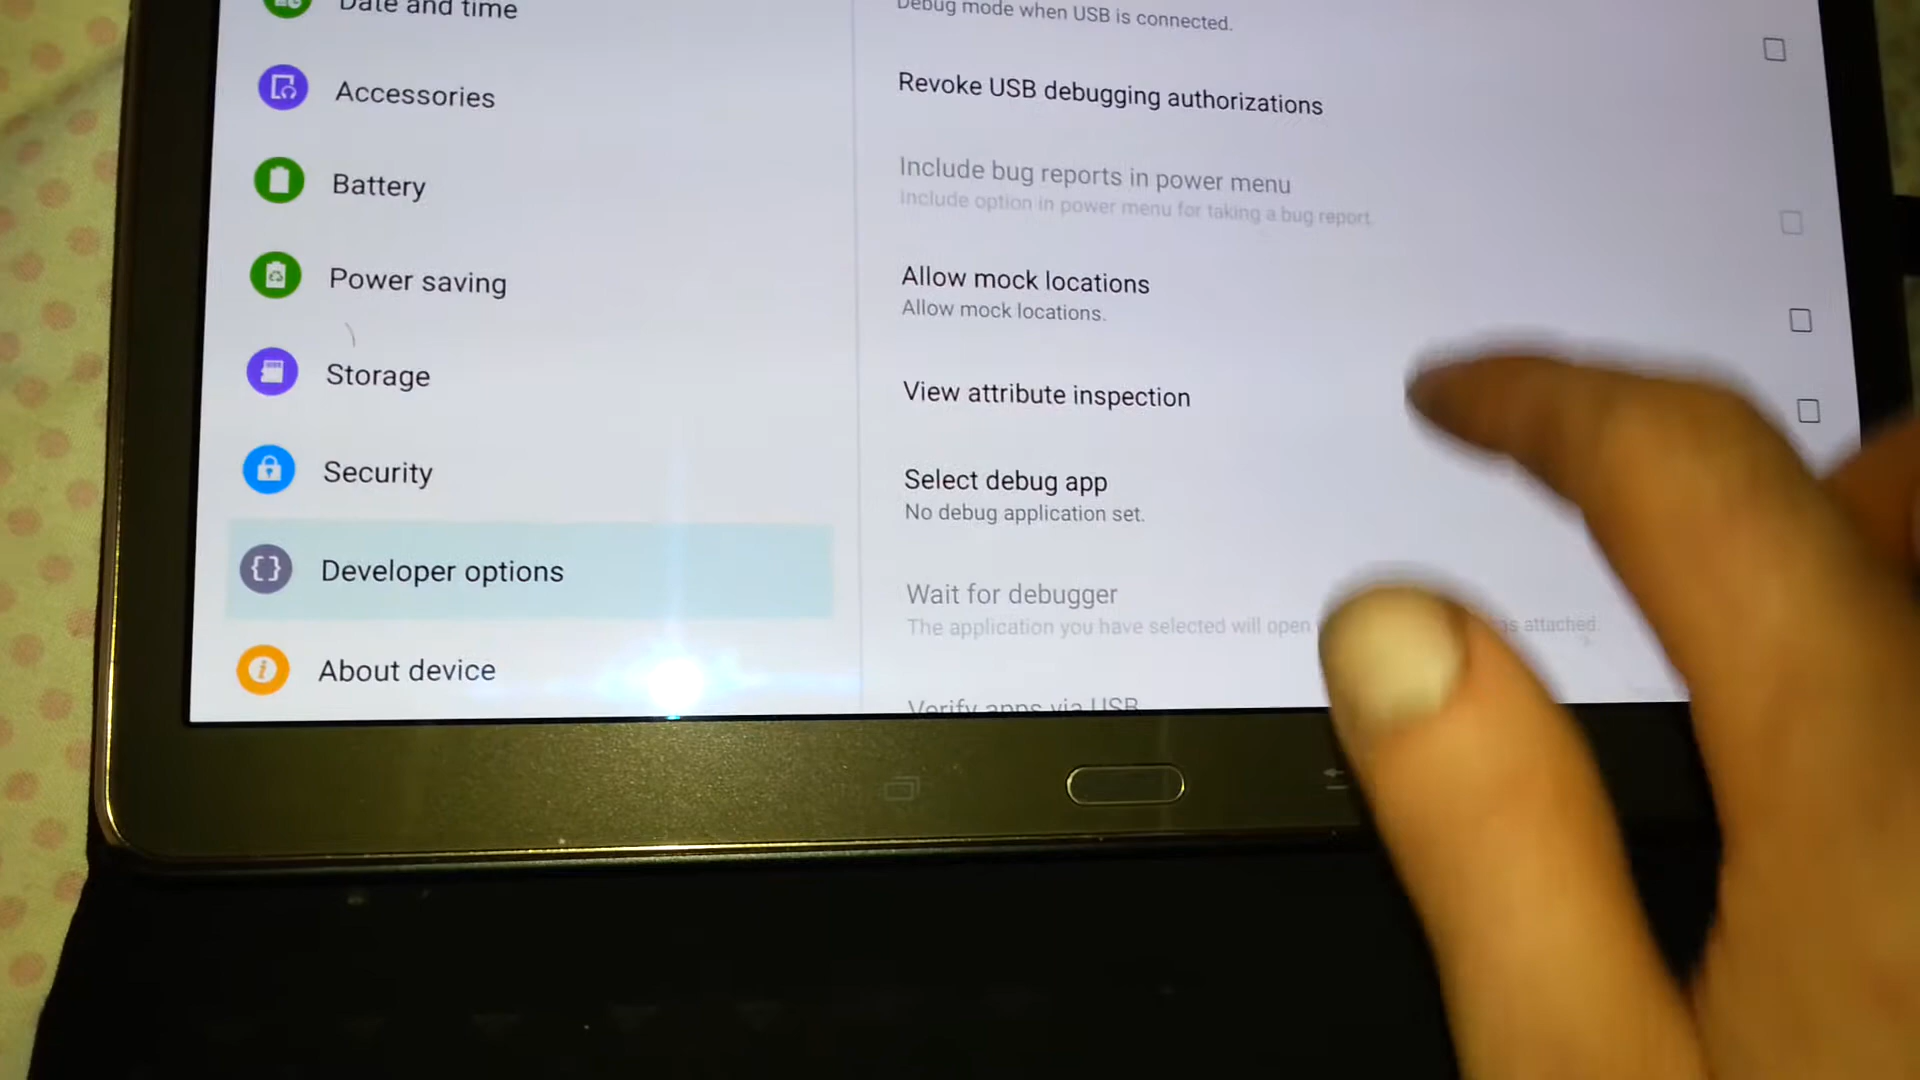 Date and time
Accessories
Battery
Power saving
Storage
Security
Developer options
About device
Debug mode when USB is connected.
Revoke USB debugging authorizations
Include bug reports in power menu
Include option in power menu for taking a bug report.
Allow mock locations
Allow mock locations.
View attribute inspection
Select debug app
No debug application set.
Wait for debugger
The application you have selected will open attached.
Verify apps via USB